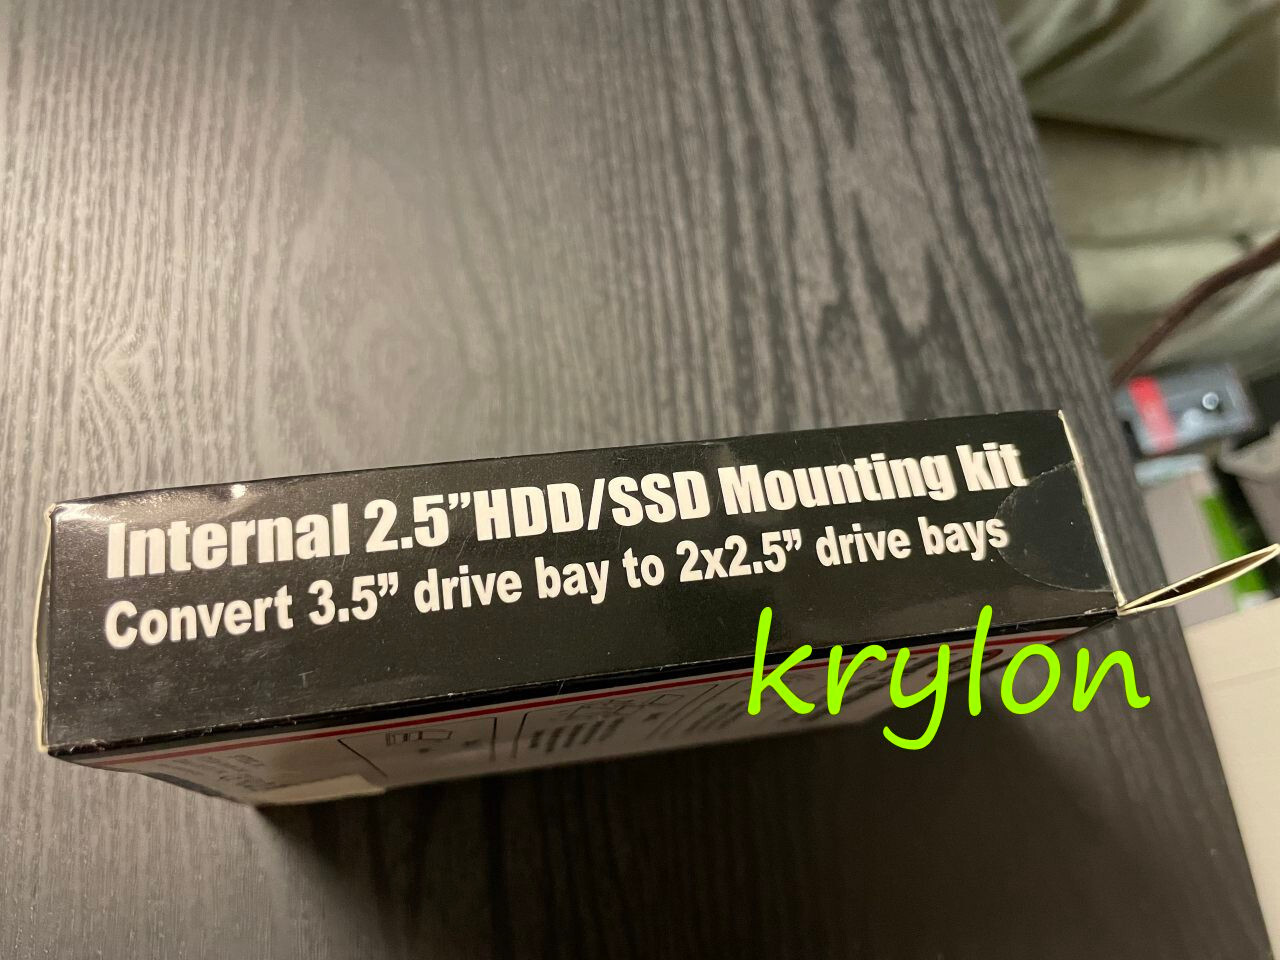 Internal 2.5”HDD/SSD Mounting kit
Convert 3.5” drive bay to 2x2.5” drive bays
krylon